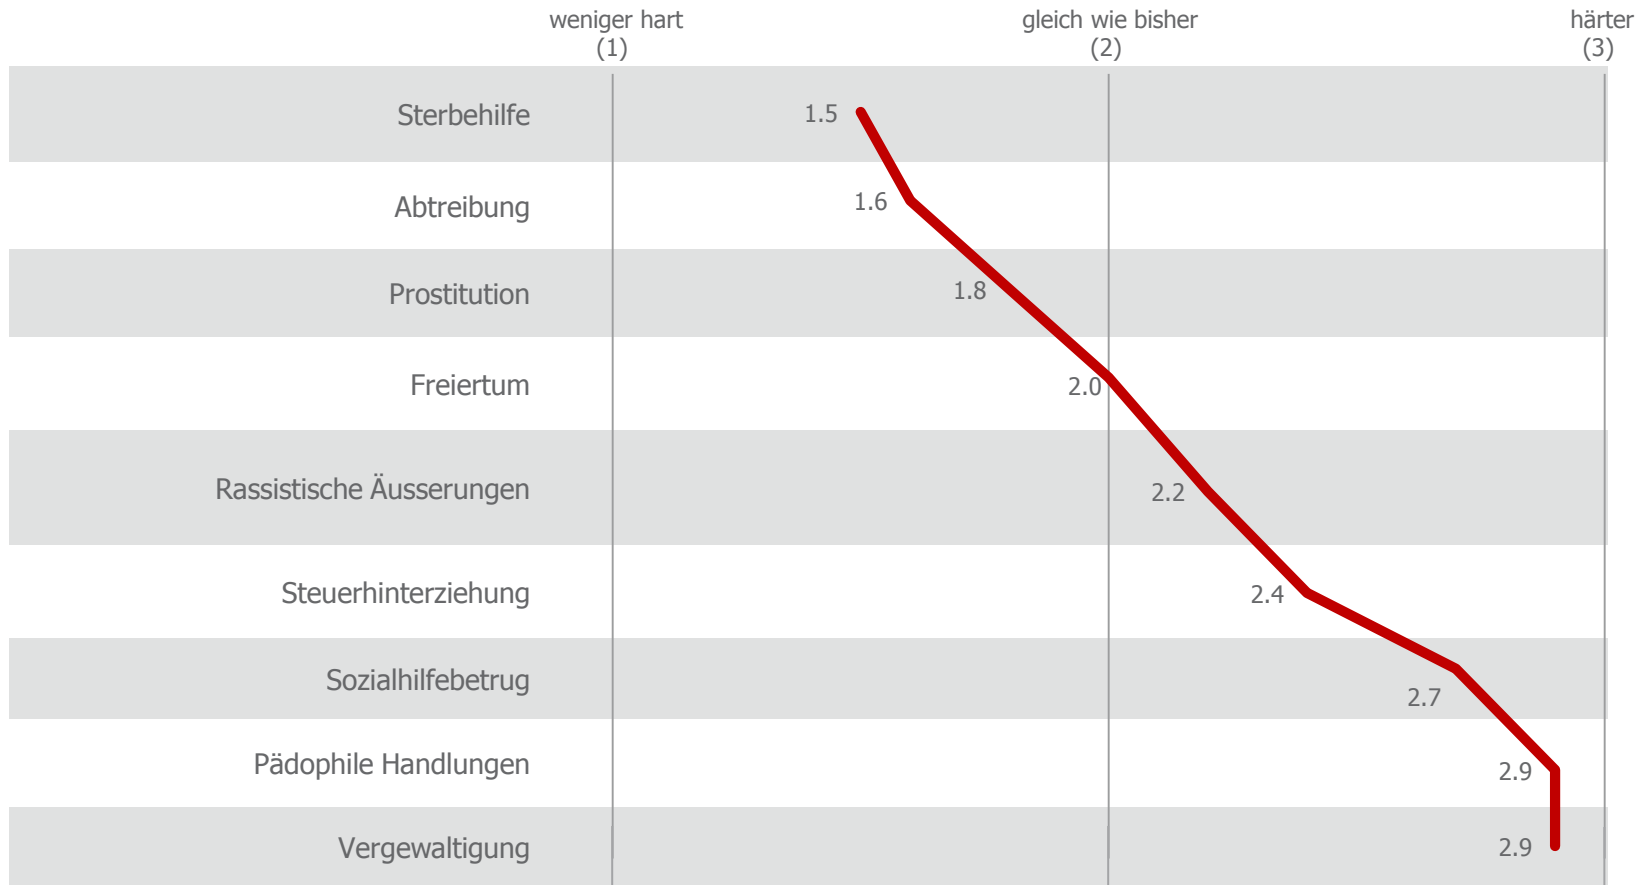 weniger hart
(1)
gleich wie bisher
(2)
härter
(3)
Sterbehilfe 1.5
Abtreibung 1.6
Prostitution 1.8
Freiertum 2.0
Rassistische Äusserungen 2.2
Steuerhinterziehung 2.4
Sozialhilfebetrug 2.7
Pädophile Handlungen 2.9
Vergewaltigung 2.9